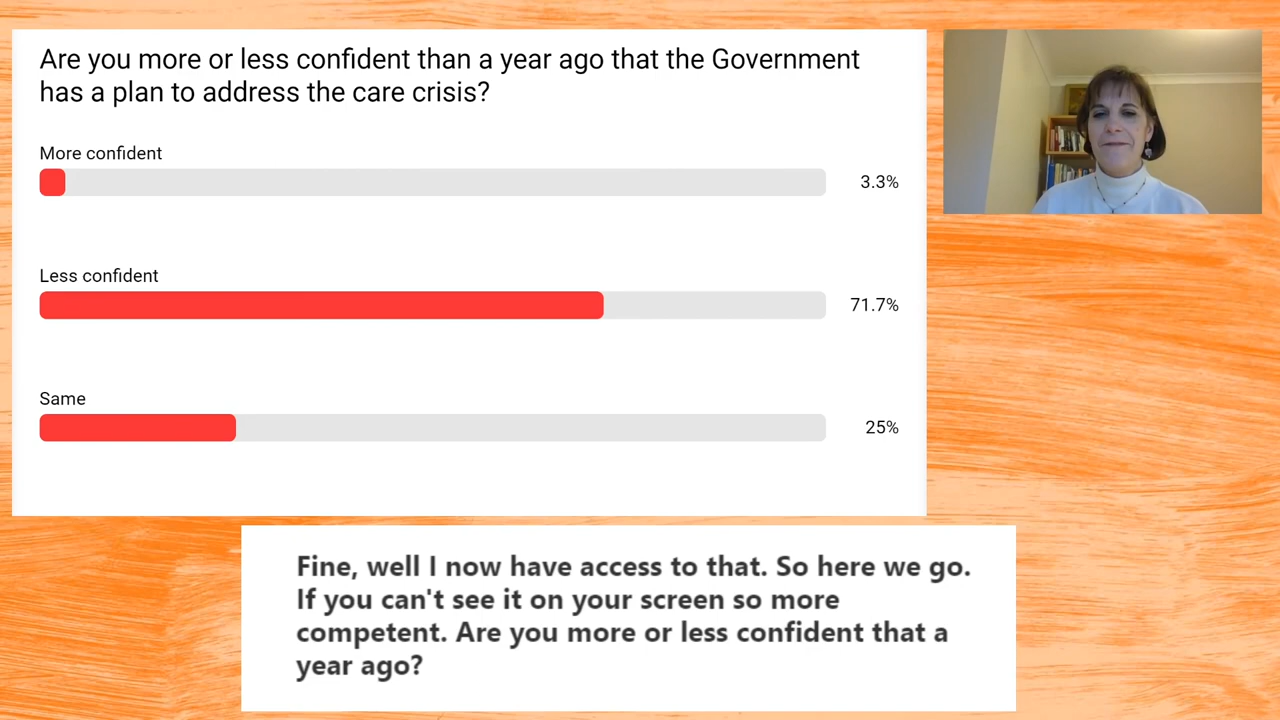 Are you more or less confident than a year ago that the Government
has a plan to address the care crisis?
More confident
3.3%
Less confident
71.7%
Same
25%
Fine, well I now have access to that. So here we go.
If you can't see it on your screen so more
competent. Are you more or less confident that a
year ago?